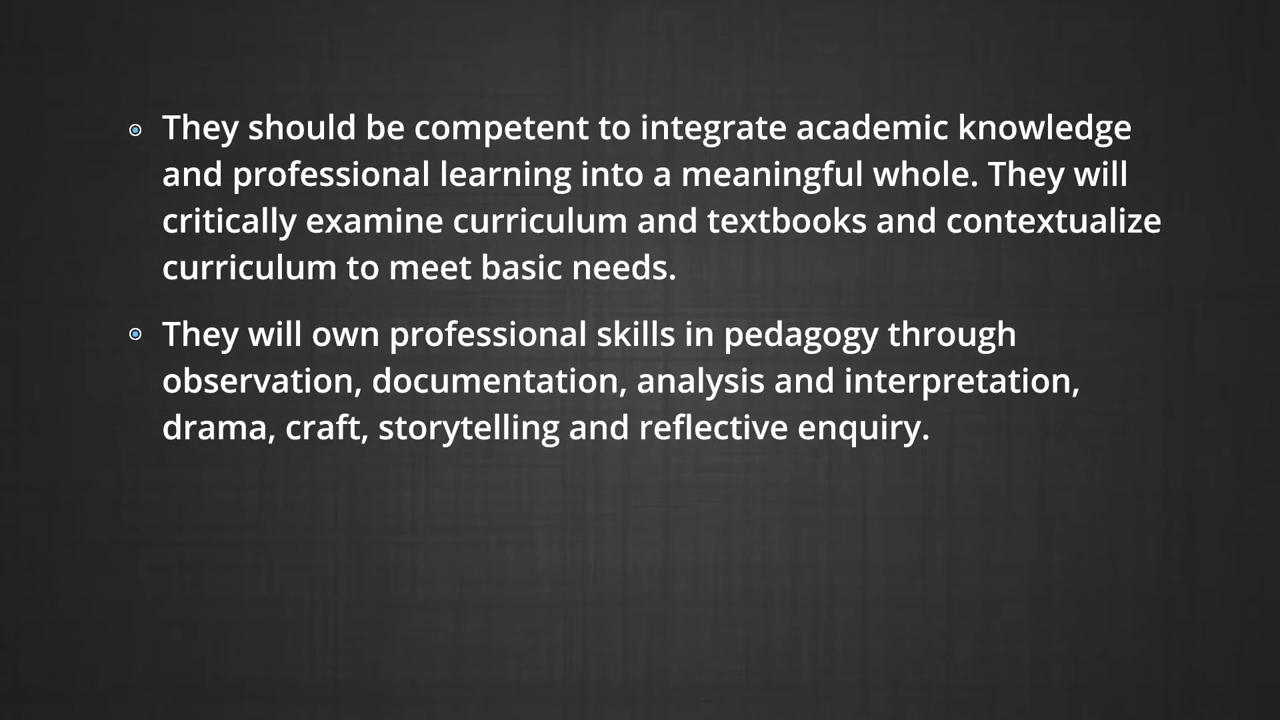 They should be competent to integrate academic knowledge
and professional learning into a meaningful whole. They will
critically examine curriculum and textbooks and contextualize
curriculum to meet basic needs.
They will own professional skills in pedagogy through
observation, documentation, analysis and interpretation,
drama, craft, storytelling and reflective enquiry.